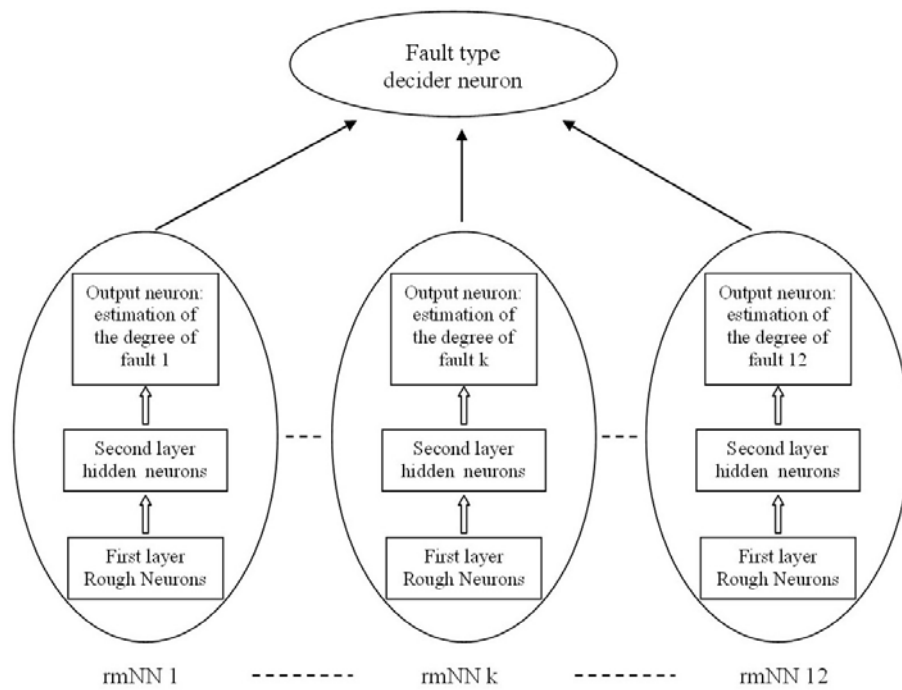 Fault type
decider neuron
Output neuron:
estimation of
the degree of
fault 1
Second layer
hidden neurons
First layer
Rough Neurons
Output neuron:
estimation of
the degree of
fault k
Second layer
hidden neurons
First layer
Rough Neurons
Output neuron:
estimation of
the degree of
fault 12
Second layer
hidden neurons
First layer
Rough Neurons
rmNN 1
rmNN k
rmNN 12